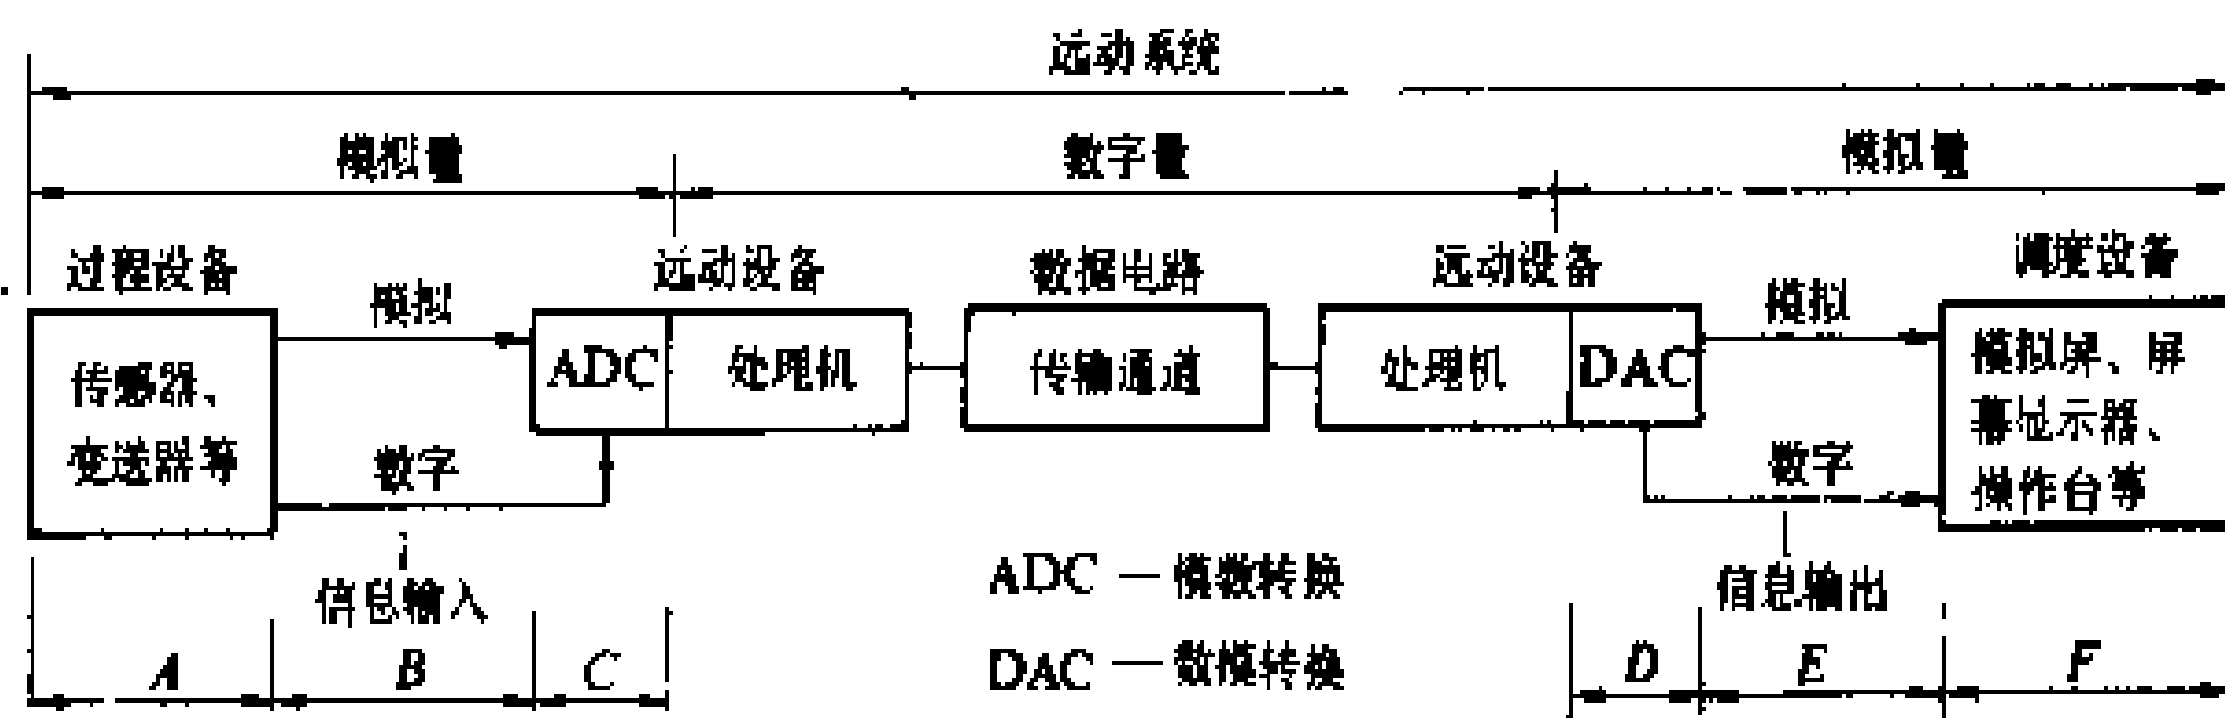 远动系统
模拟量 数字量 模拟量
过程设备 远动设备 数据电路 远动设备 调度设备
模拟 模拟
传感器、
变送器等
ADC 处理机 传输通道 处理机 DAC
模拟屏、屏
幕显示器、
操作台等
数字 数字
信息输入 信息输出
ADC — 模数转换
DAC — 数模转换
A B C D E F